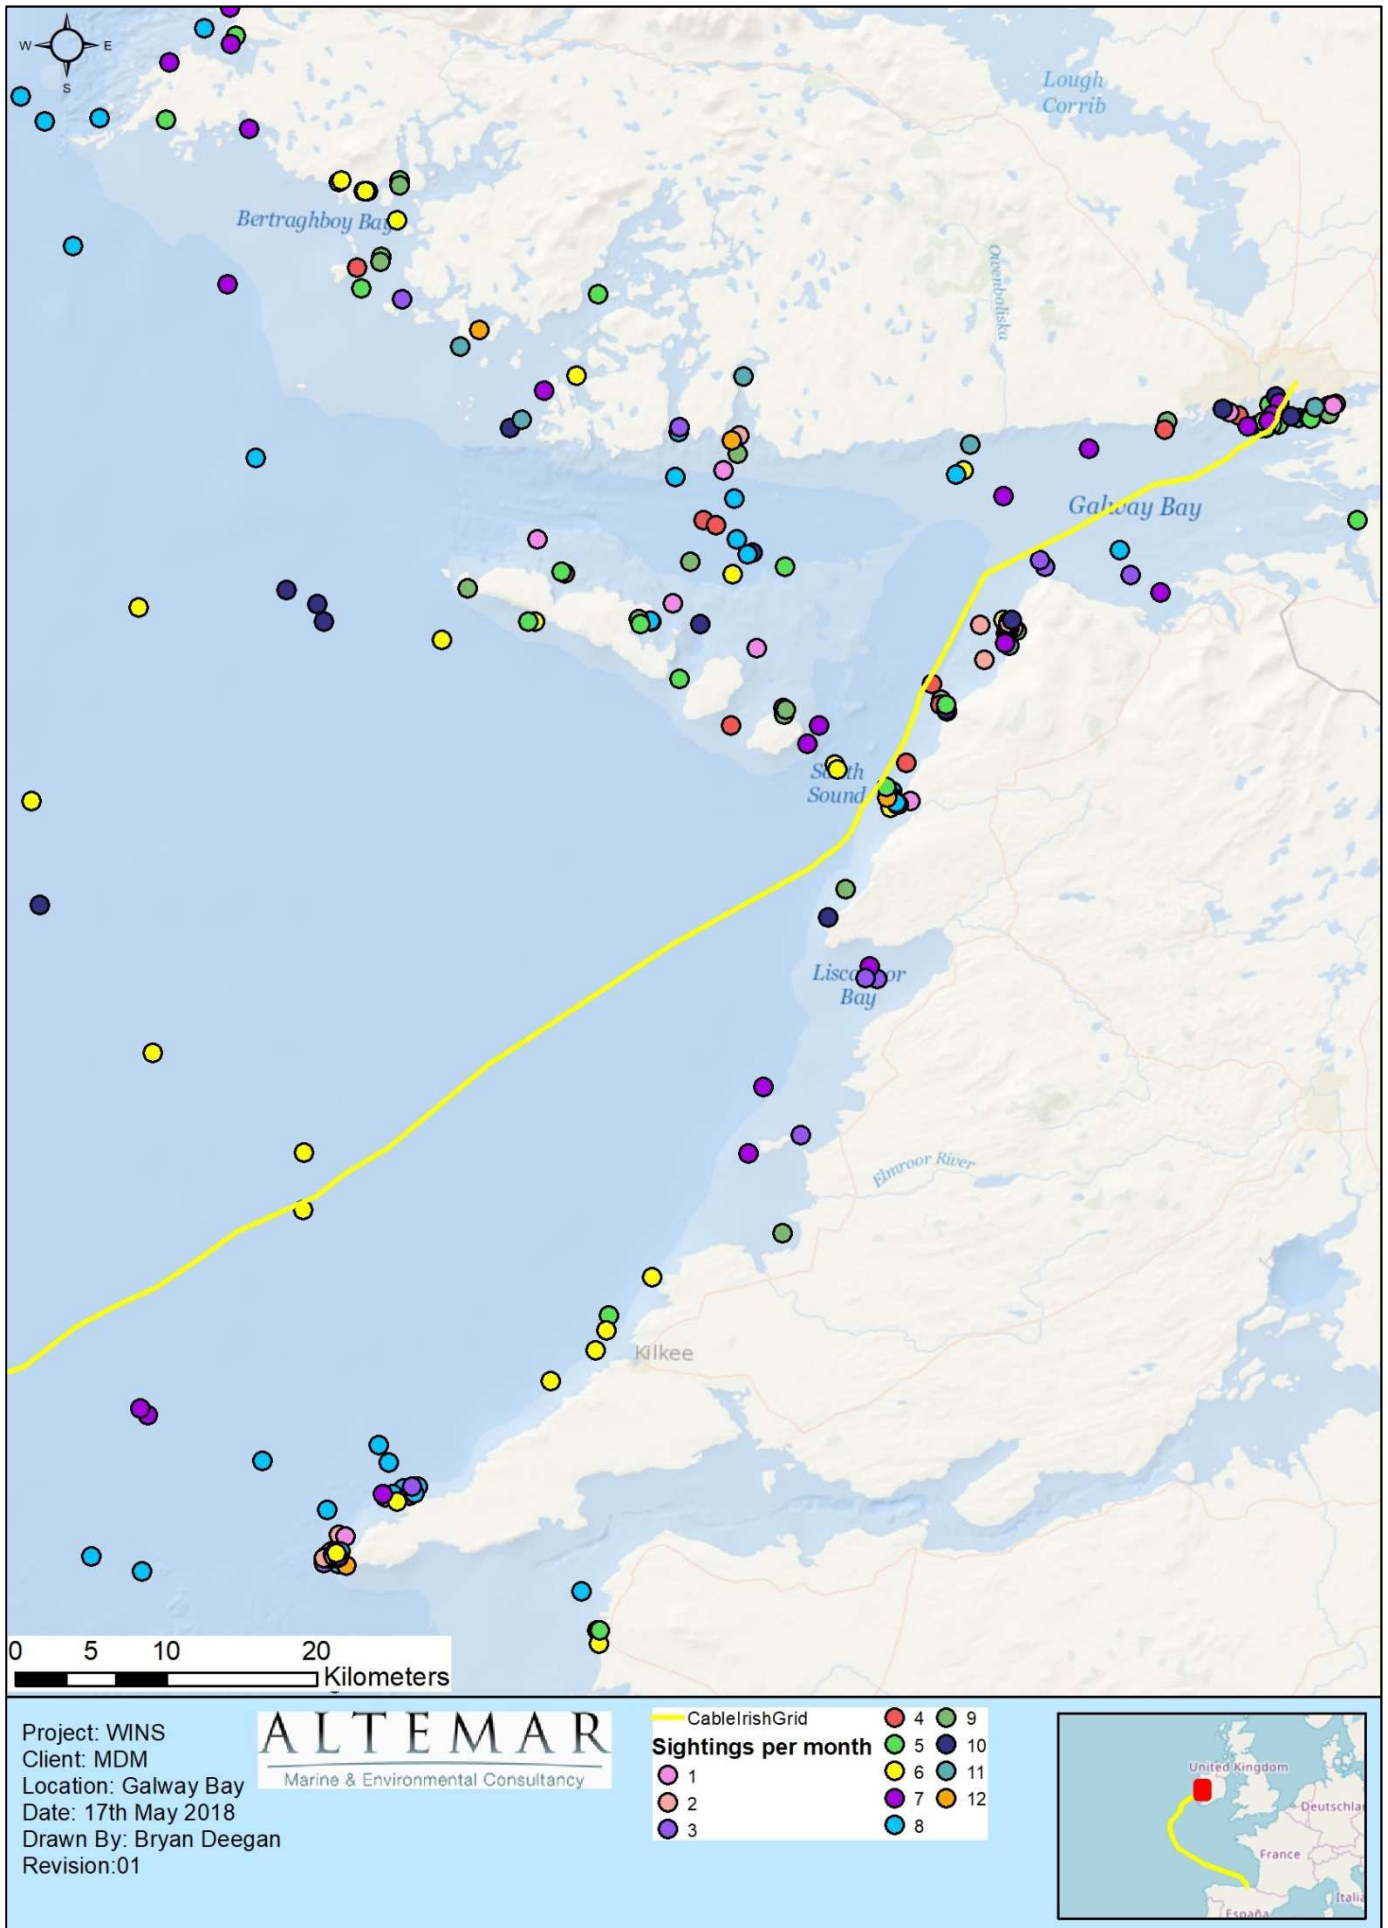 W
E
S
Lough
Corrib
Bertraghboy Bay
Owenboliska
Galway Bay
South
Sound
Liscannor
Bay
Elmroor River
Kilkee
0 5 10 20
Kilometers
Project: WINS
Client: MDM
Location: Galway Bay
Date: 17th May 2018
Drawn By: Bryan Deegan
Revision:01
ALTEMAR
Marine & Environmental Consultancy
CableIrishGrid
Sightings per month
1
2
3
4
5
6
7
8
9
10
11
12
United Kingdom
Deutschlan
France
Italia
España